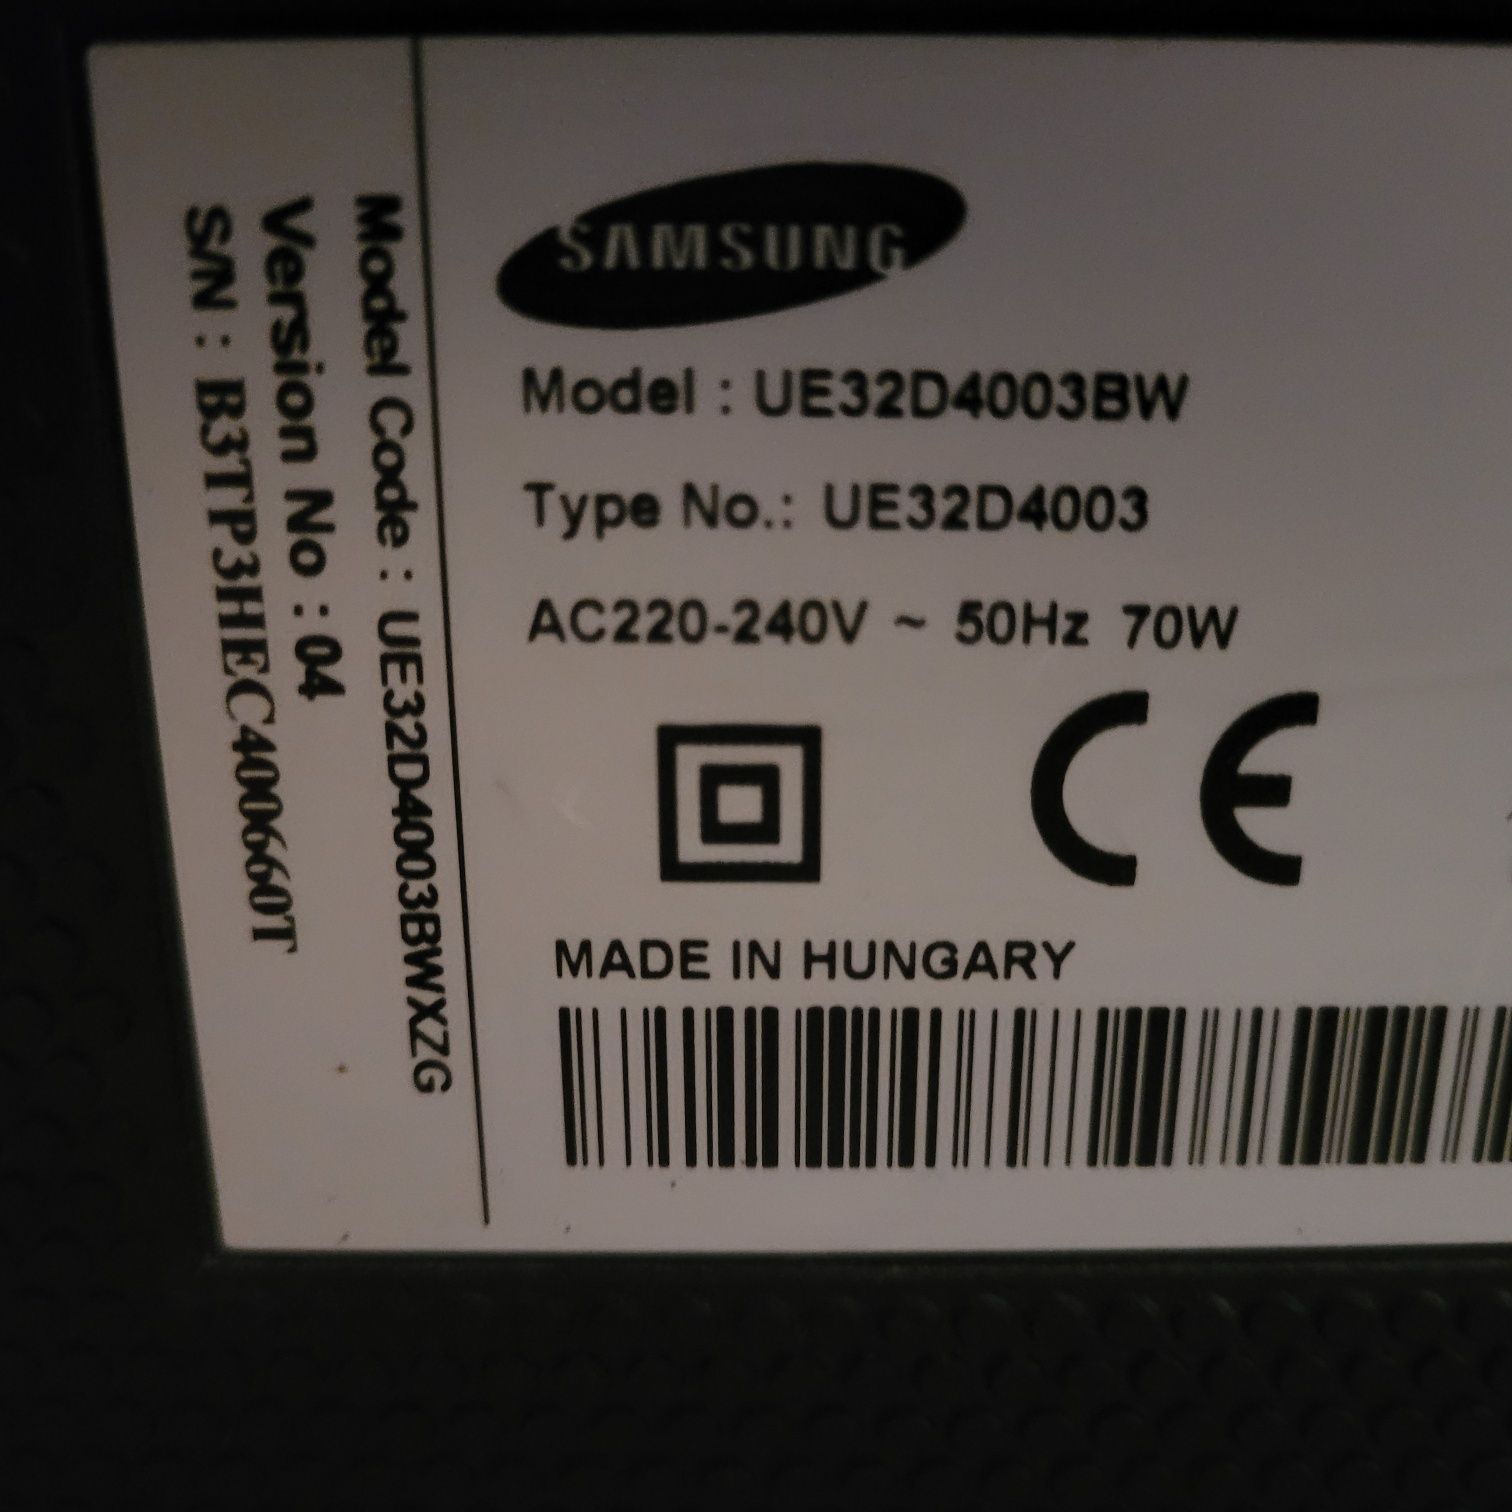 SAMSUNG
Model : UE32D4003BW
Type No.: UE32D4003
AC220-240V ~ 50Hz 70W
CE
MADE IN HUNGARY
Model Code : UE32D4003BWXZG
Version No : 04
S/N : B3TP3HEC400660T